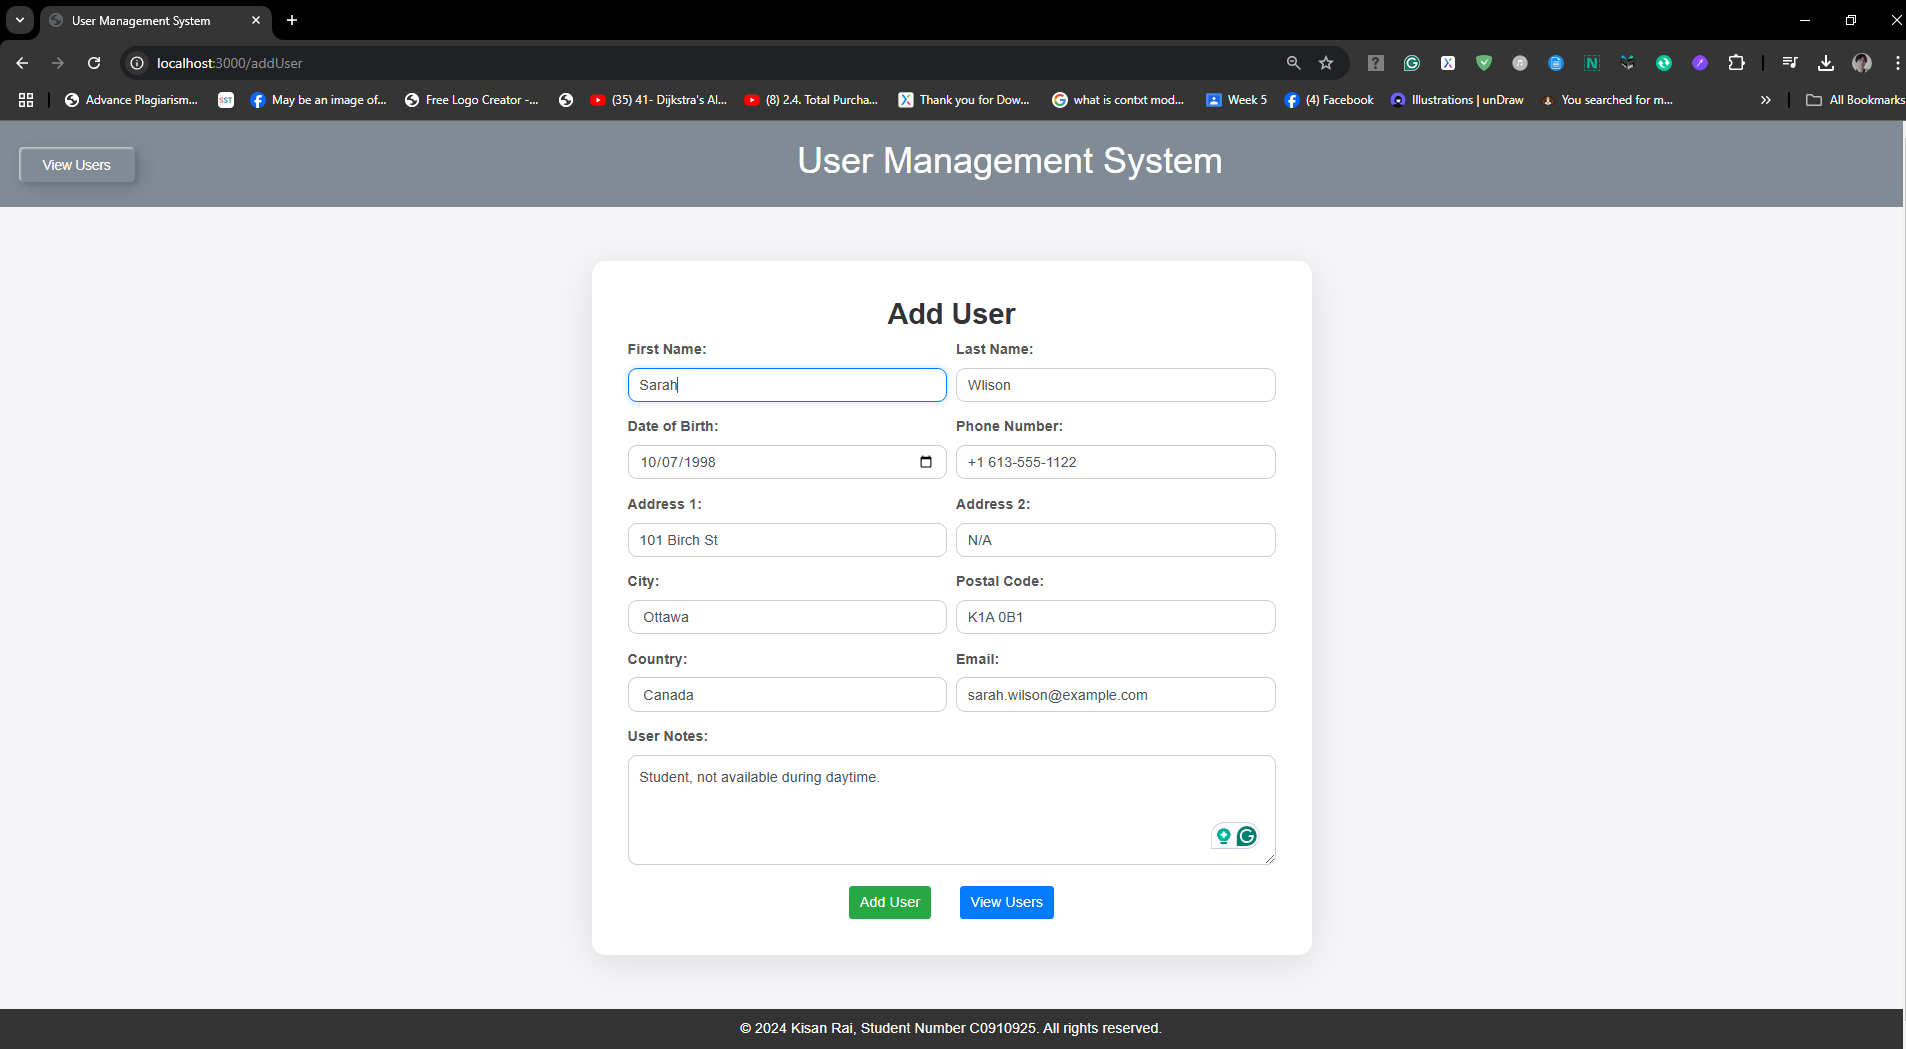 User Management System
localhost:3000/addUser
Advance Plagiarism...
SST
May be an image of...
Free Logo Creator -...
(35) 41- Dijkstra's Al...
(8) 2.4. Total Purcha...
Thank you for Dow...
what is contxt mod...
Week 5
(4) Facebook
Illustrations | unDraw
You searched for m...
All Bookmarks
View Users
User Management System
Add User
First Name:
Last Name:
Sarah
Wlison
Date of Birth:
Phone Number:
10/07/1998
+1 613-555-1122
Address 1:
Address 2:
101 Birch St
N/A
City:
Postal Code:
Ottawa
K1A 0B1
Country:
Email:
Canada
sarah.wilson@example.com
User Notes:
Student, not available during daytime.
Add User
View Users
© 2024 Kisan Rai, Student Number C0910925. All rights reserved.